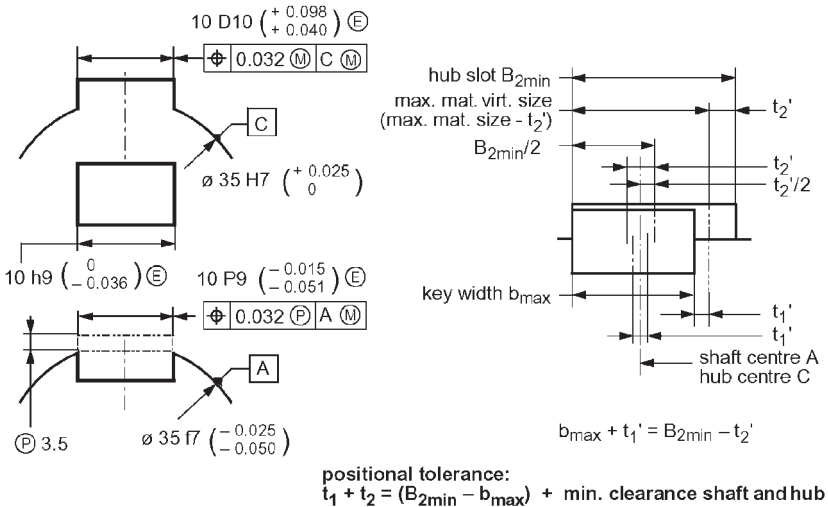 10 D10 ( + 0.098 + 0.040 ) Ⓔ
⌖ 0.032 Ⓜ C Ⓜ
C
ø 35 H7 ( + 0.025 0 )
10 h9 ( 0 − 0.036 ) Ⓔ
10 P9 ( − 0.015 − 0.051 ) Ⓔ
⌖ 0.032 Ⓟ A Ⓜ
A
Ⓟ 3.5
ø 35 f7 ( − 0.025 − 0.050 )
hub slot B2min
max. mat. virt. size
(max. mat. size - t2')
t2'
B2min/2
t2'
t2'/2
key width bmax
t1'
t1'
shaft centre A
hub centre C
bmax + t1' = B2min − t2'
positional tolerance:
t1 + t2 = (B2min − bmax) + min. clearance shaft and hub